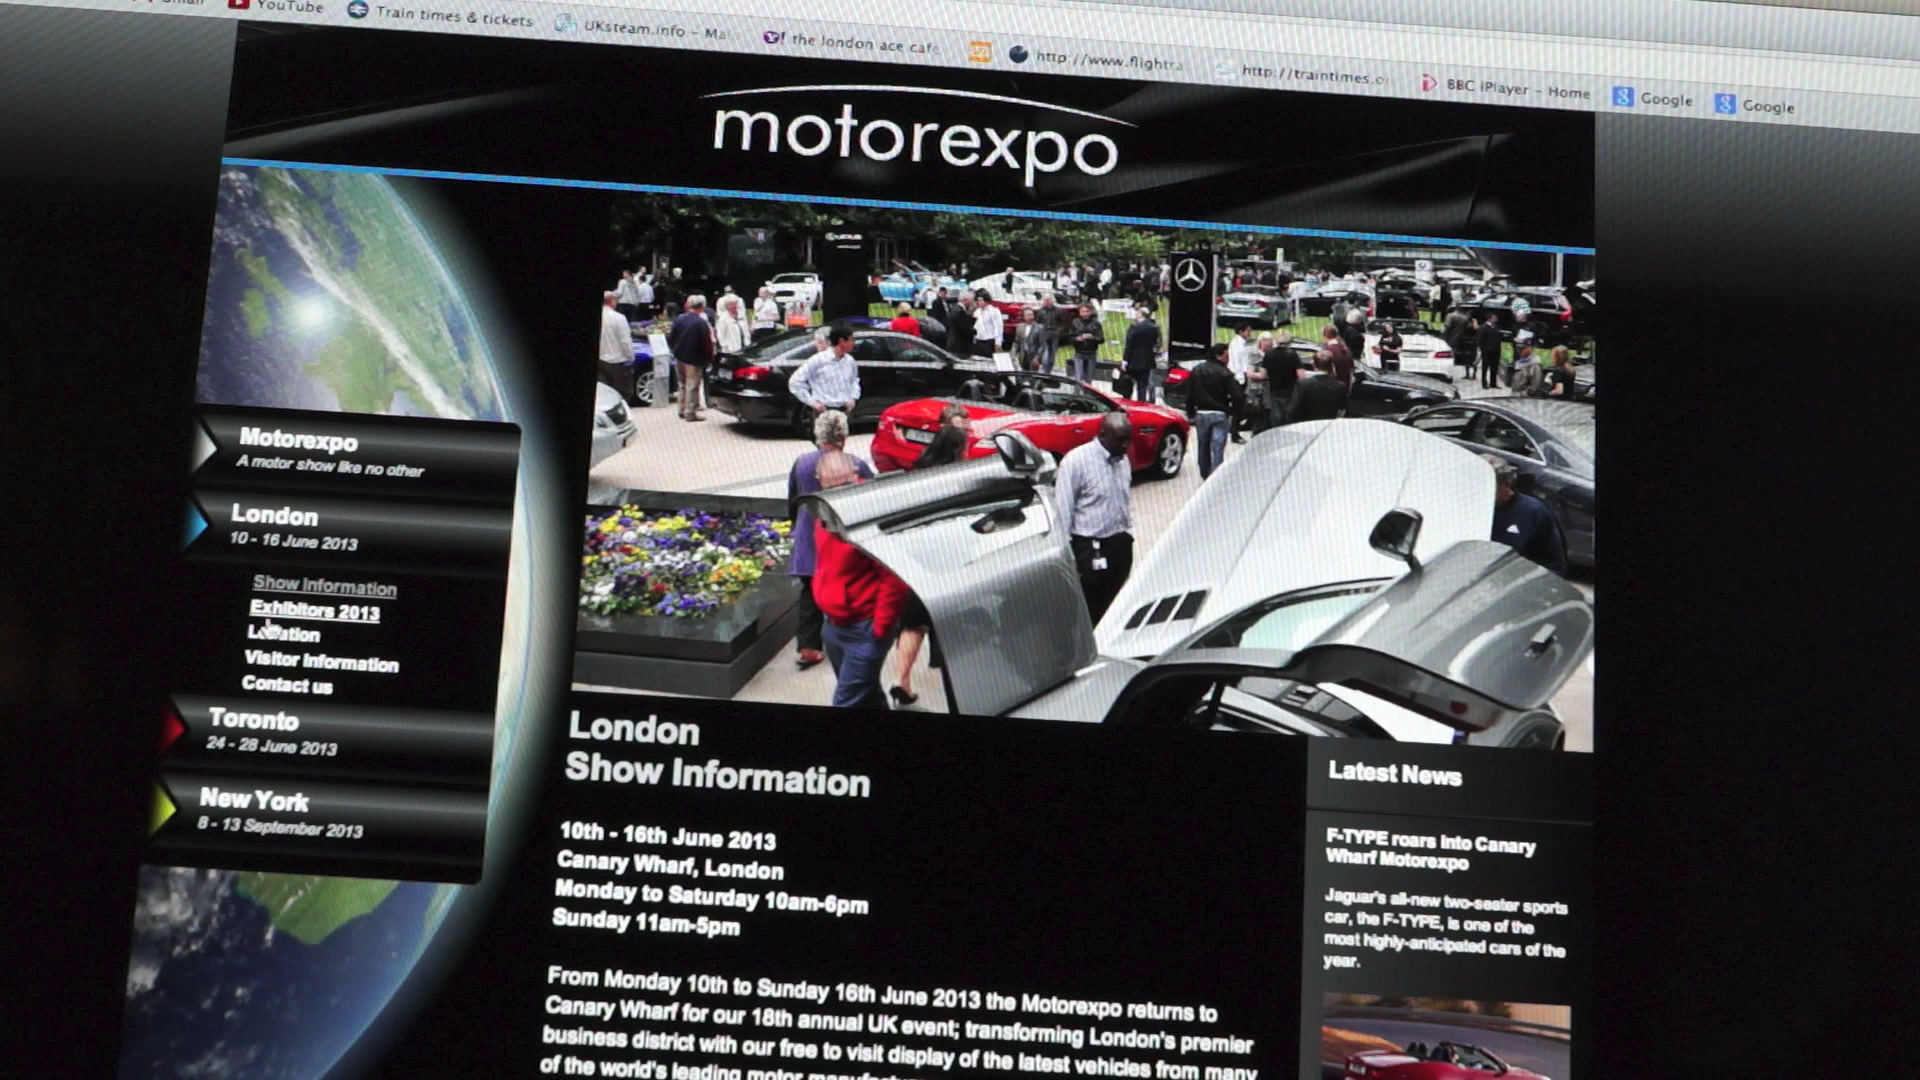 YouTube
Train times & tickets
UKsteam.info - Ma
the london ace cafe
http://www.flightra
http://traintimes.o
BBC iPlayer - Home
Google
Google
motorexpo
Motorexpo
A motor show like no other
London
10 - 16 June 2013
Show Information
Exhibitors 2013
Location
Visitor Information
Contact us
Toronto
24 - 28 June 2013
New York
8 - 13 September 2013
London
Show Information
10th - 16th June 2013
Canary Wharf, London
Monday to Saturday 10am-6pm
Sunday 11am-5pm
From Monday 10th to Sunday 16th June 2013 the Motorexpo returns to
Canary Wharf for our 18th annual UK event; transforming London's premier
business district with our free to visit display of the latest vehicles from many
of the world's leading motor
Latest News
F-TYPE roars into Canary
Wharf Motorexpo
Jaguar's all-new two-seater sports
car, the F-TYPE, is one of the
most highly-anticipated cars of the
year.